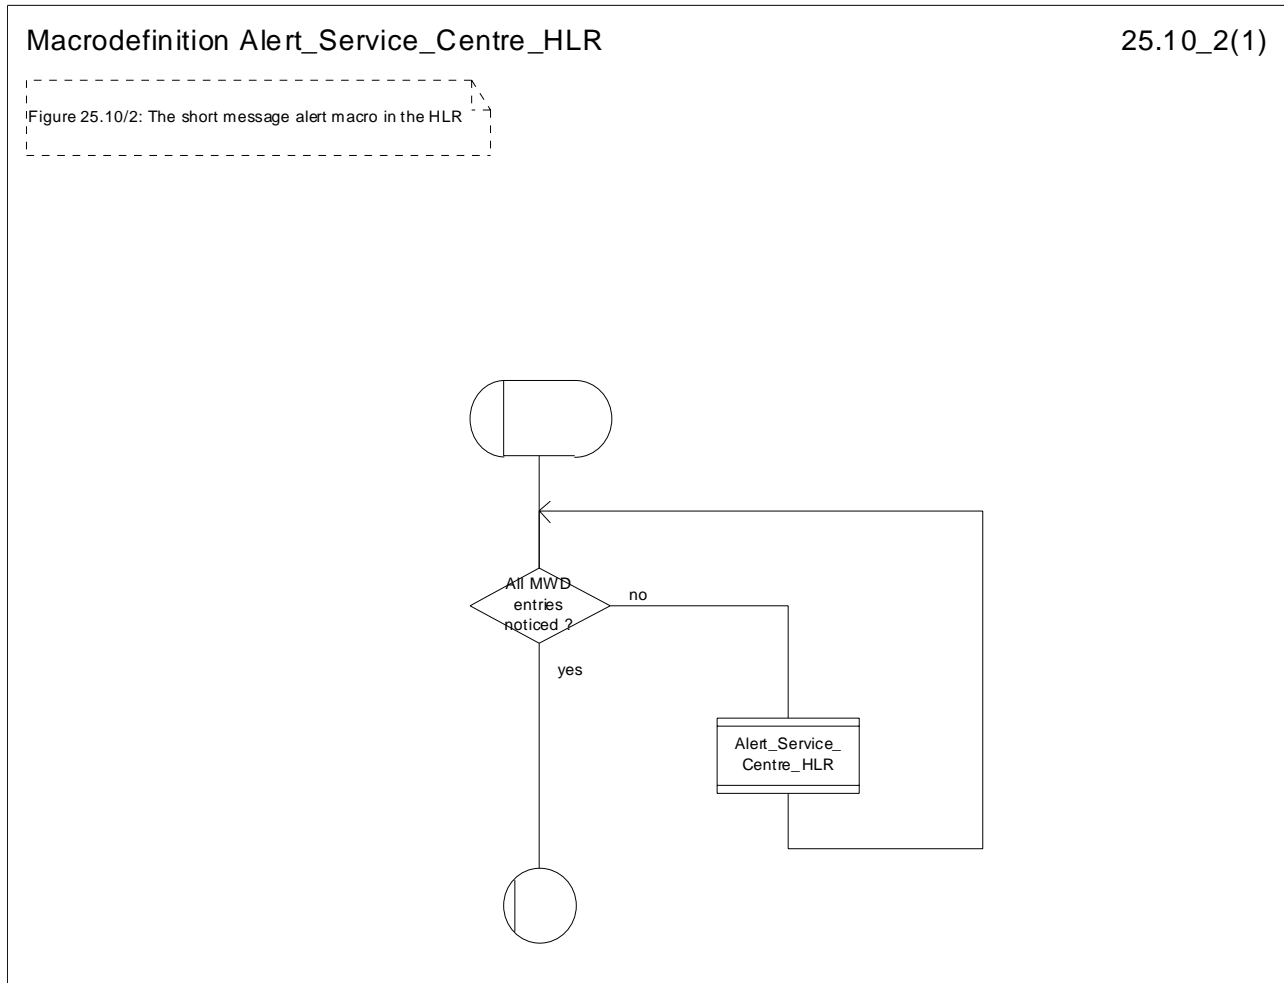 Macrodefinition Alert_Service_Centre_HLR
25.10_2(1)
Figure 25.10/2: The short message alert macro in the HLR
All MWD
entries
noticed ?
no
yes
Alert_Service_
Centre_HLR